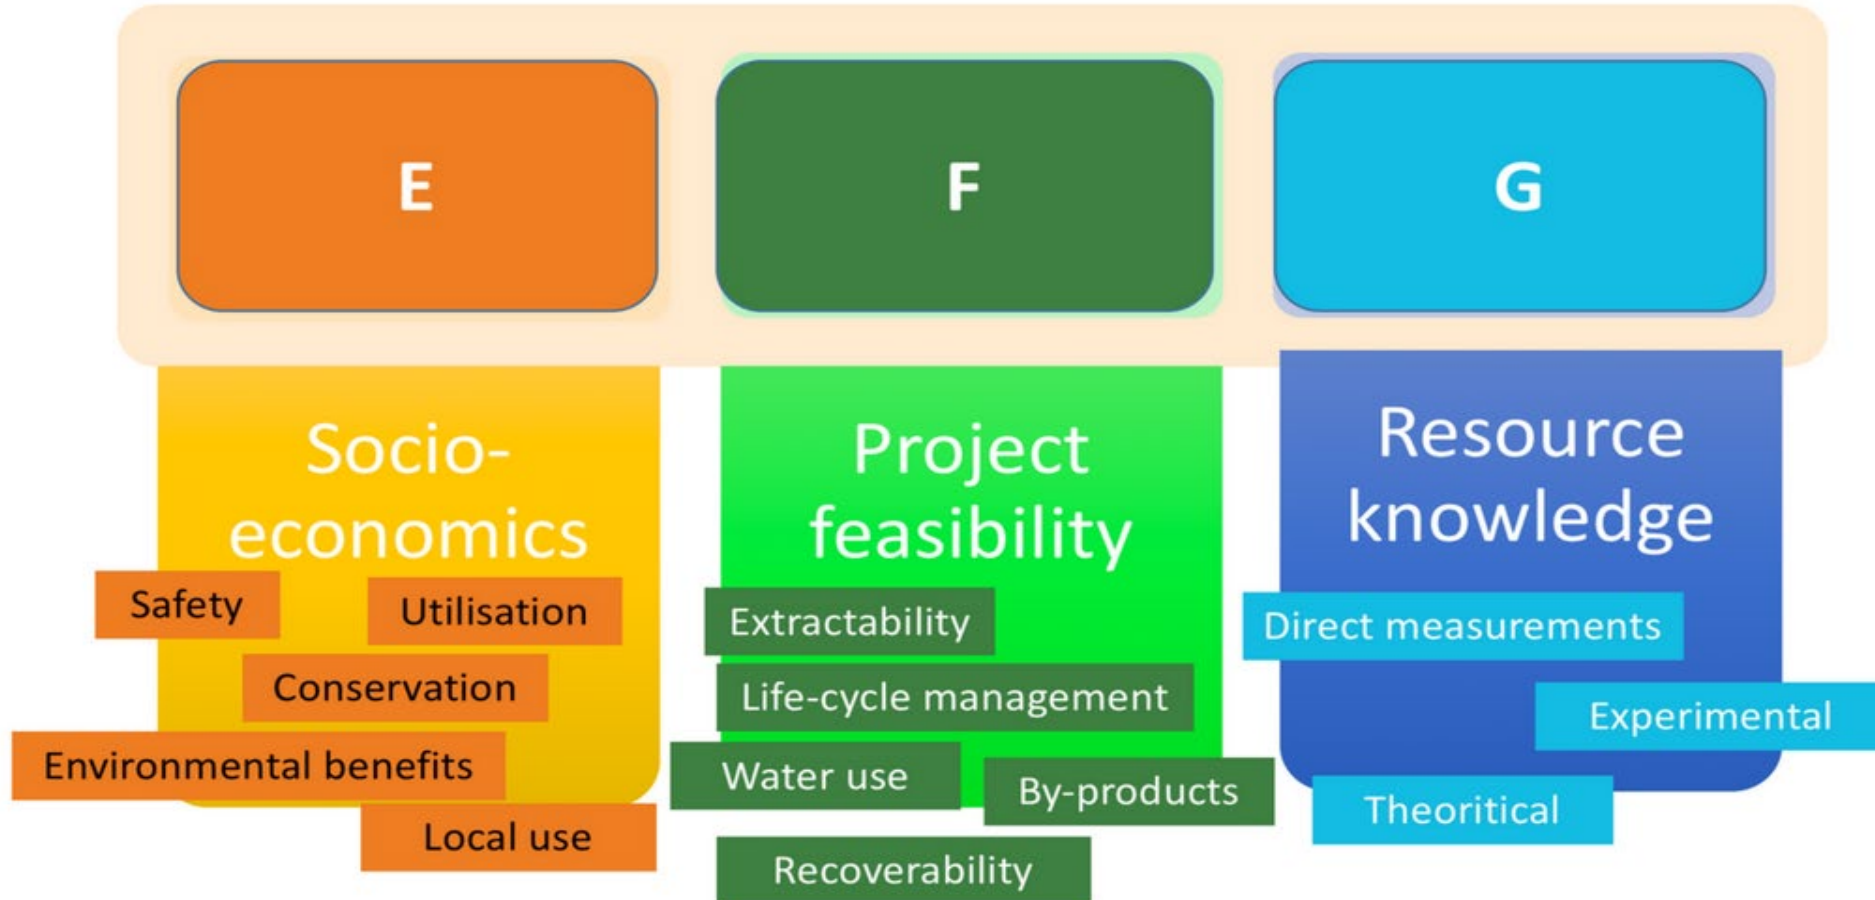 E
F
G
Socio-
economics
Safety
Utilisation
Conservation
Environmental benefits
Local use
Project
feasibility
Extractability
Life-cycle management
Water use
By-products
Recoverability
Resource
knowledge
Direct measurements
Experimental
Theoritical